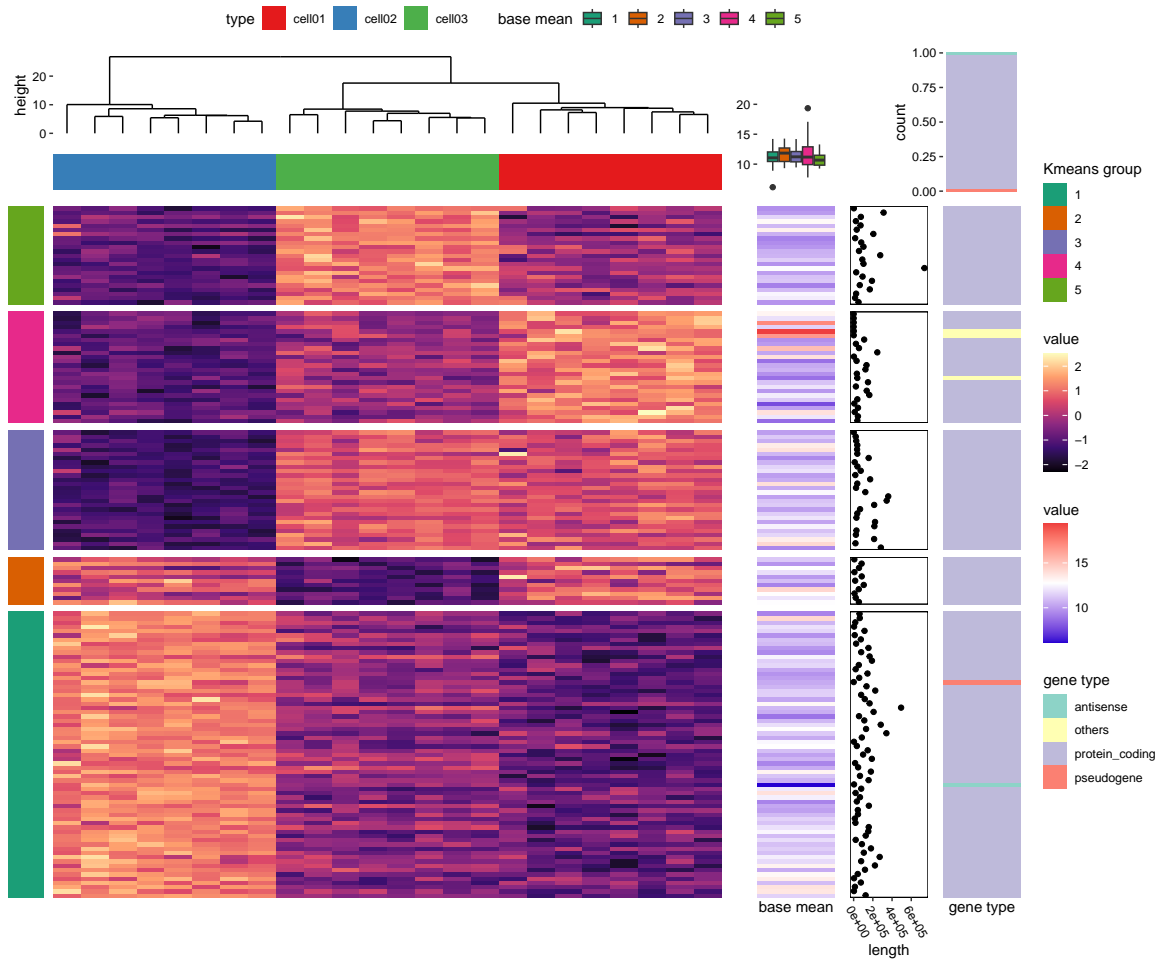 type cell01 cell02 cell03 base mean 1 2 3 4 5
height
20
10
0
20
15
10
count
1.00
0.75
0.50
0.25
0.00
Kmeans group
1
2
3
4
5
value
2
1
0
−1
−2
value
15
10
gene type
antisense
others
protein_coding
pseudogene
base mean
0e+00
2e+05
4e+05
6e+05
length
gene type